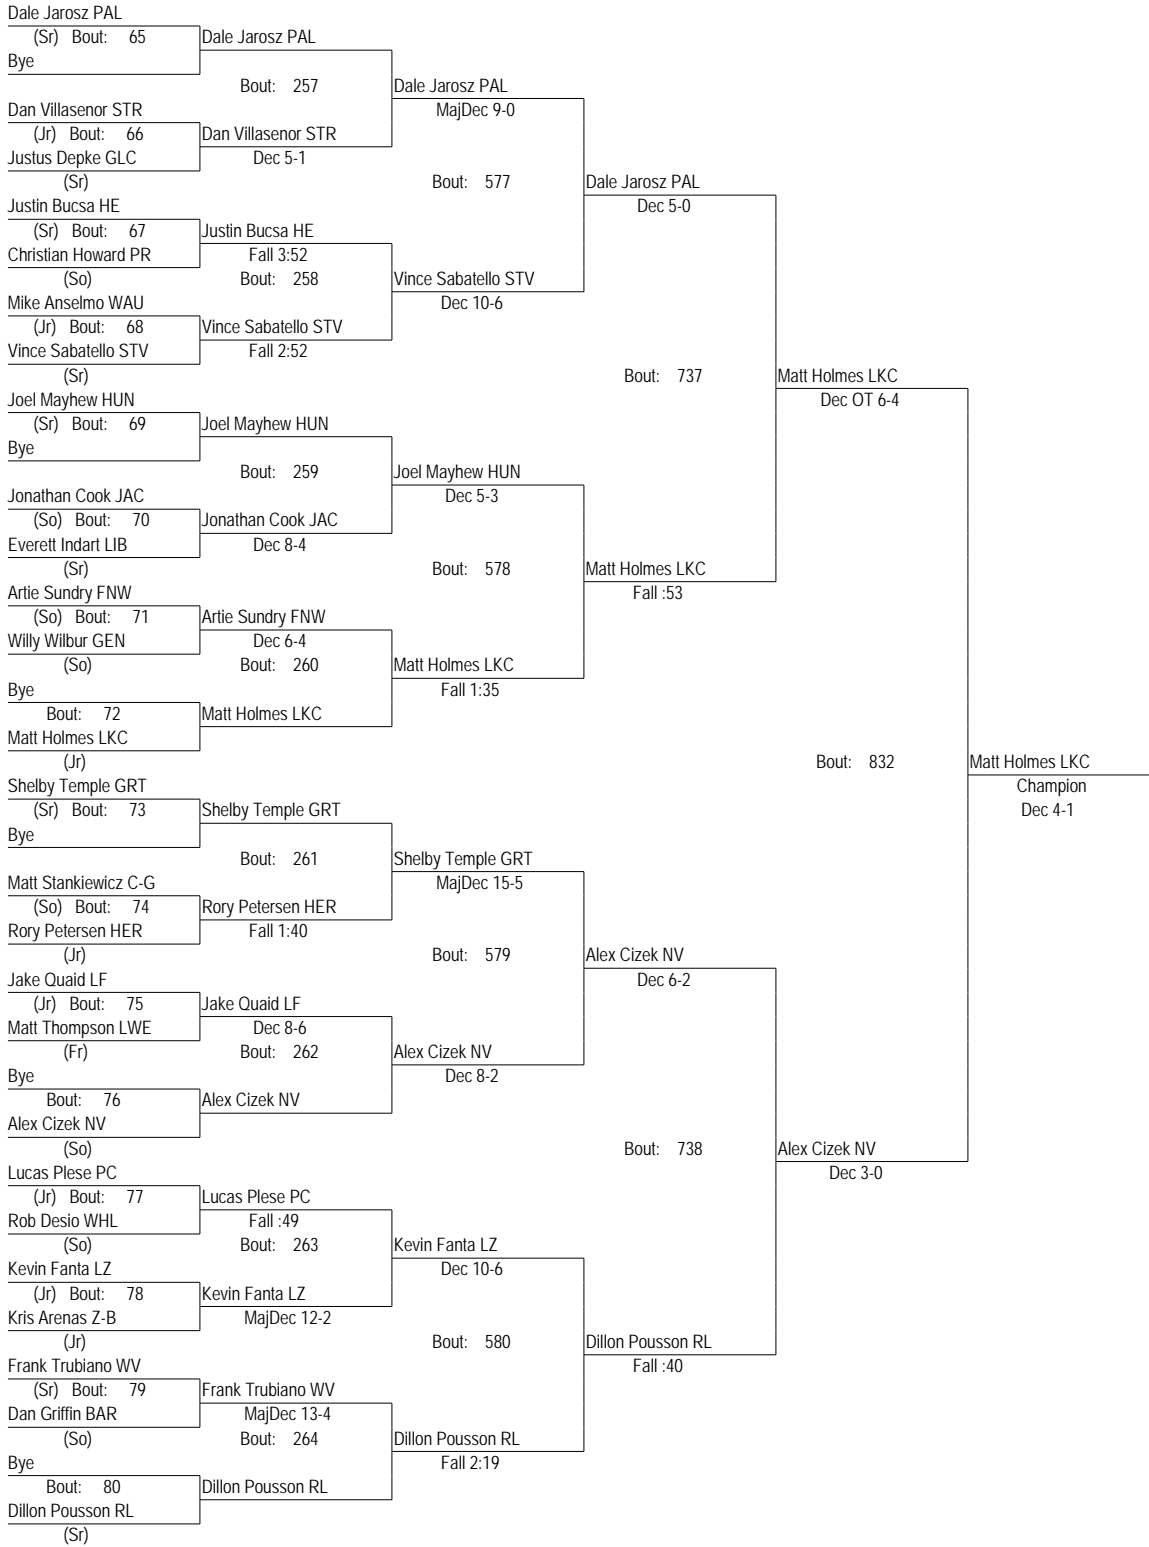 Dale Jarosz PAL
(Sr) Bout: 65 Dale Jarosz PAL
Bye
Bout: 257 Dale Jarosz PAL
Dan Villasenor STR MajDec 9-0
(Jr) Bout: 66 Dan Villasenor STR
Justus Depke GLC Dec 5-1
(Sr) Bout: 577 Dale Jarosz PAL
Justin Bucsa HE Dec 5-0
(Sr) Bout: 67 Justin Bucsa HE
Christian Howard PR Fall 3:52
(So) Bout: 258 Vince Sabatello STV
Mike Anselmo WAU Dec 10-6
(Jr) Bout: 68 Vince Sabatello STV
Vince Sabatello STV Fall 2:52
(Sr) Bout: 737 Matt Holmes LKC
Joel Mayhew HUN Dec OT 6-4
(Sr) Bout: 69 Joel Mayhew HUN
Bye
Bout: 259 Joel Mayhew HUN
Jonathan Cook JAC Dec 5-3
(So) Bout: 70 Jonathan Cook JAC
Everett Indart LIB Dec 8-4
(Sr) Bout: 578 Matt Holmes LKC
Artie Sundry FNW Fall :53
(So) Bout: 71 Artie Sundry FNW
Willy Wilbur GEN Dec 6-4
(So) Bout: 260 Matt Holmes LKC
Bye Fall 1:35
Bout: 72 Matt Holmes LKC
Matt Holmes LKC
(Jr) Bout: 832 Matt Holmes LKC
Shelby Temple GRT Champion
(Sr) Bout: 73 Shelby Temple GRT Dec 4-1
Bye
Bout: 261 Shelby Temple GRT
Matt Stankiewicz C-G MajDec 15-5
(So) Bout: 74 Rory Petersen HER
Rory Petersen HER Fall 1:40
(Jr) Bout: 579 Alex Cizek NV
Jake Quaid LF Dec 6-2
(Jr) Bout: 75 Jake Quaid LF
Matt Thompson LWE Dec 8-6
(Fr) Bout: 262 Alex Cizek NV
Bye Dec 8-2
Bout: 76 Alex Cizek NV
Alex Cizek NV
(So) Bout: 738 Alex Cizek NV
Lucas Plese PC Dec 3-0
(Jr) Bout: 77 Lucas Plese PC
Rob Desio WHL Fall :49
(So) Bout: 263 Kevin Fanta LZ
Kevin Fanta LZ Dec 10-6
(Jr) Bout: 78 Kevin Fanta LZ
Kris Arenas Z-B MajDec 12-2
(Jr) Bout: 580 Dillon Pousson RL
Frank Trubiano WV Fall :40
(Sr) Bout: 79 Frank Trubiano WV
Dan Griffin BAR MajDec 13-4
(So) Bout: 264 Dillon Pousson RL
Bye Fall 2:19
Bout: 80 Dillon Pousson RL
Dillon Pousson RL
(Sr)